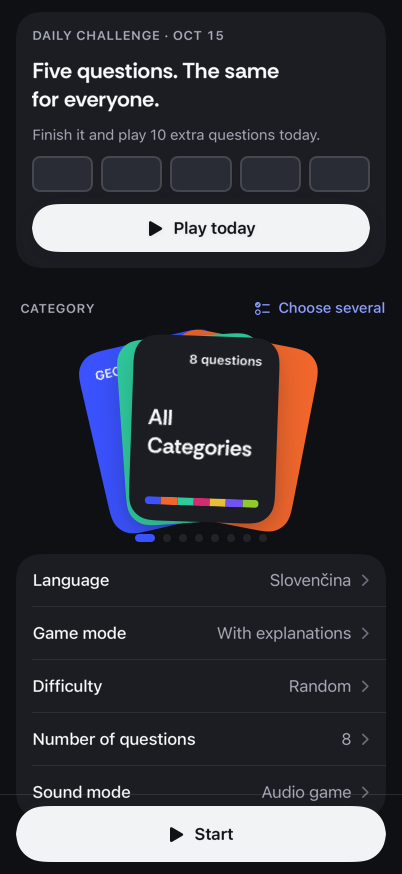 DAILY CHALLENGE · OCT 15
Five questions. The same
for everyone.
Finish it and play 10 extra questions today.
Play today
CATEGORY
Choose several
8 questions
All
Categories
Language
Slovenčina
Game mode
With explanations
Difficulty
Random
Number of questions
8
Sound mode
Audio game
Start